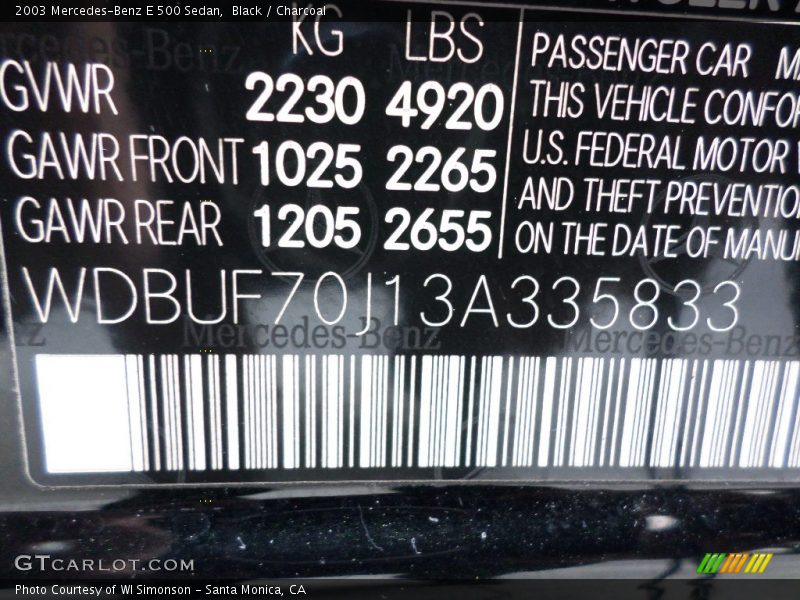 2003 Mercedes-Benz E 500 Sedan,  Black / Charcoal
KG LBS
GVWR 2230 4920
GAWR FRONT 1025 2265
GAWR REAR 1205 2655
PASSENGER CAR
THIS VEHICLE CONFOR
U.S. FEDERAL MOTOR
AND THEFT PREVENTION
ON THE DATE OF MANU
WDBUF70J13A335833
Mercedes-Benz
Mercedes-Benz
GTCARLOT.COM
Photo Courtesy of WI Simonson - Santa Monica, CA